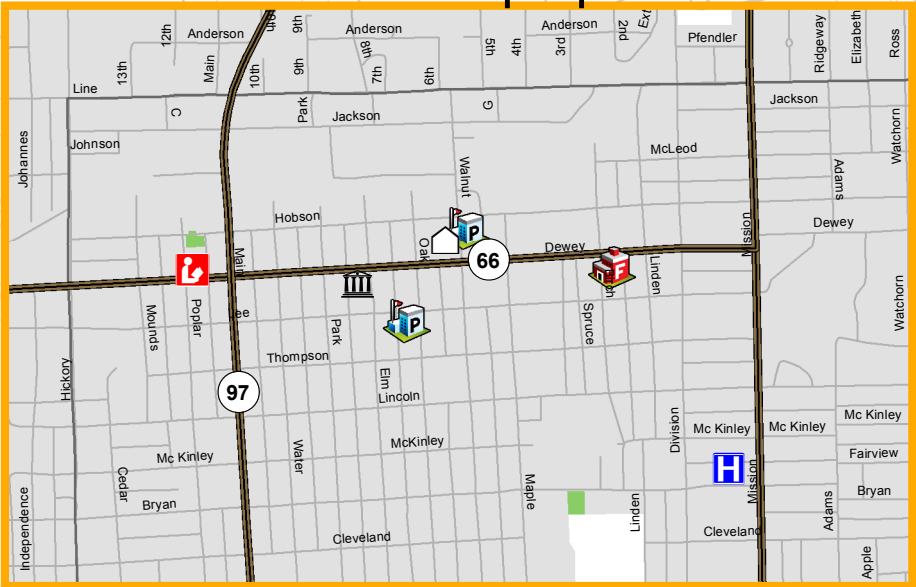 12th
9th
Anderson
Anderson
8th
5th
4th
Anderson
3rd
2nd
Ext
Pfendler
Ridgeway
Elizabeth
Ross
13th
Main
10th
9th
7th
6th
Line
C
Park
Jackson
G
Jackson
Johannes
Johnson
McLeod
Watchorn
Walnut
Adams
Hobson
Oak
Dewey
Dewey
Main
66
P
F
Linden
Mounds
Poplar
Park
P
Spruce
Watchorn
Hickory
Thompson
Elm
Lincoln
97
Division
Mc Kinley
Mc Kinley
Mc Kinley
McKinley
Mc Kinley
Water
Fairview
H
Mission
Cedar
Bryan
Maple
Linden
Adams
Bryan
Independence
Cleveland
Cleveland
Apple